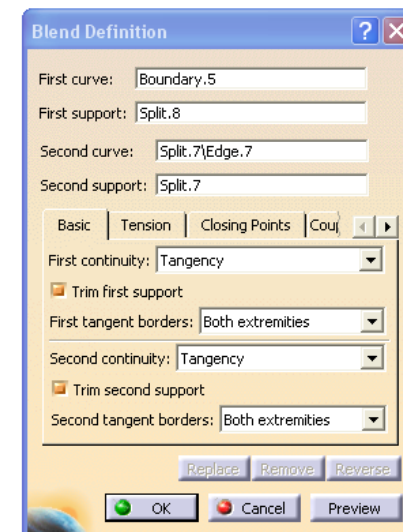 Blend Definition
First curve: Boundary.5
First support: Split.8
Second curve: Split.7\Edge.7
Second support: Split.7
Basic Tension Closing Points Cou
First continuity: Tangency
Trim first support
First tangent borders: Both extremities
Second continuity: Tangency
Trim second support
Second tangent borders: Both extremities
Replace Remove Reverse
OK Cancel Preview